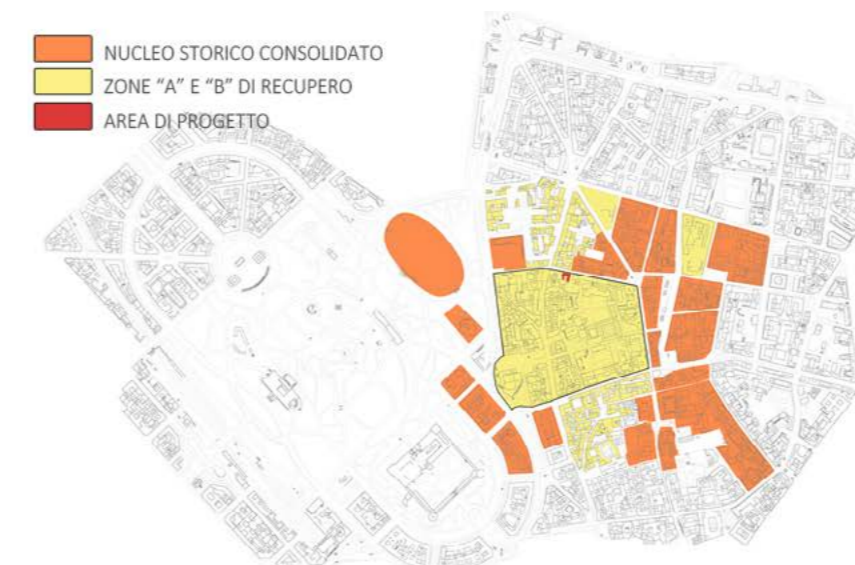 NUCLEO STORICO CONSOLIDATO
ZONE “A” E “B” DI RECUPERO
AREA DI PROGETTO